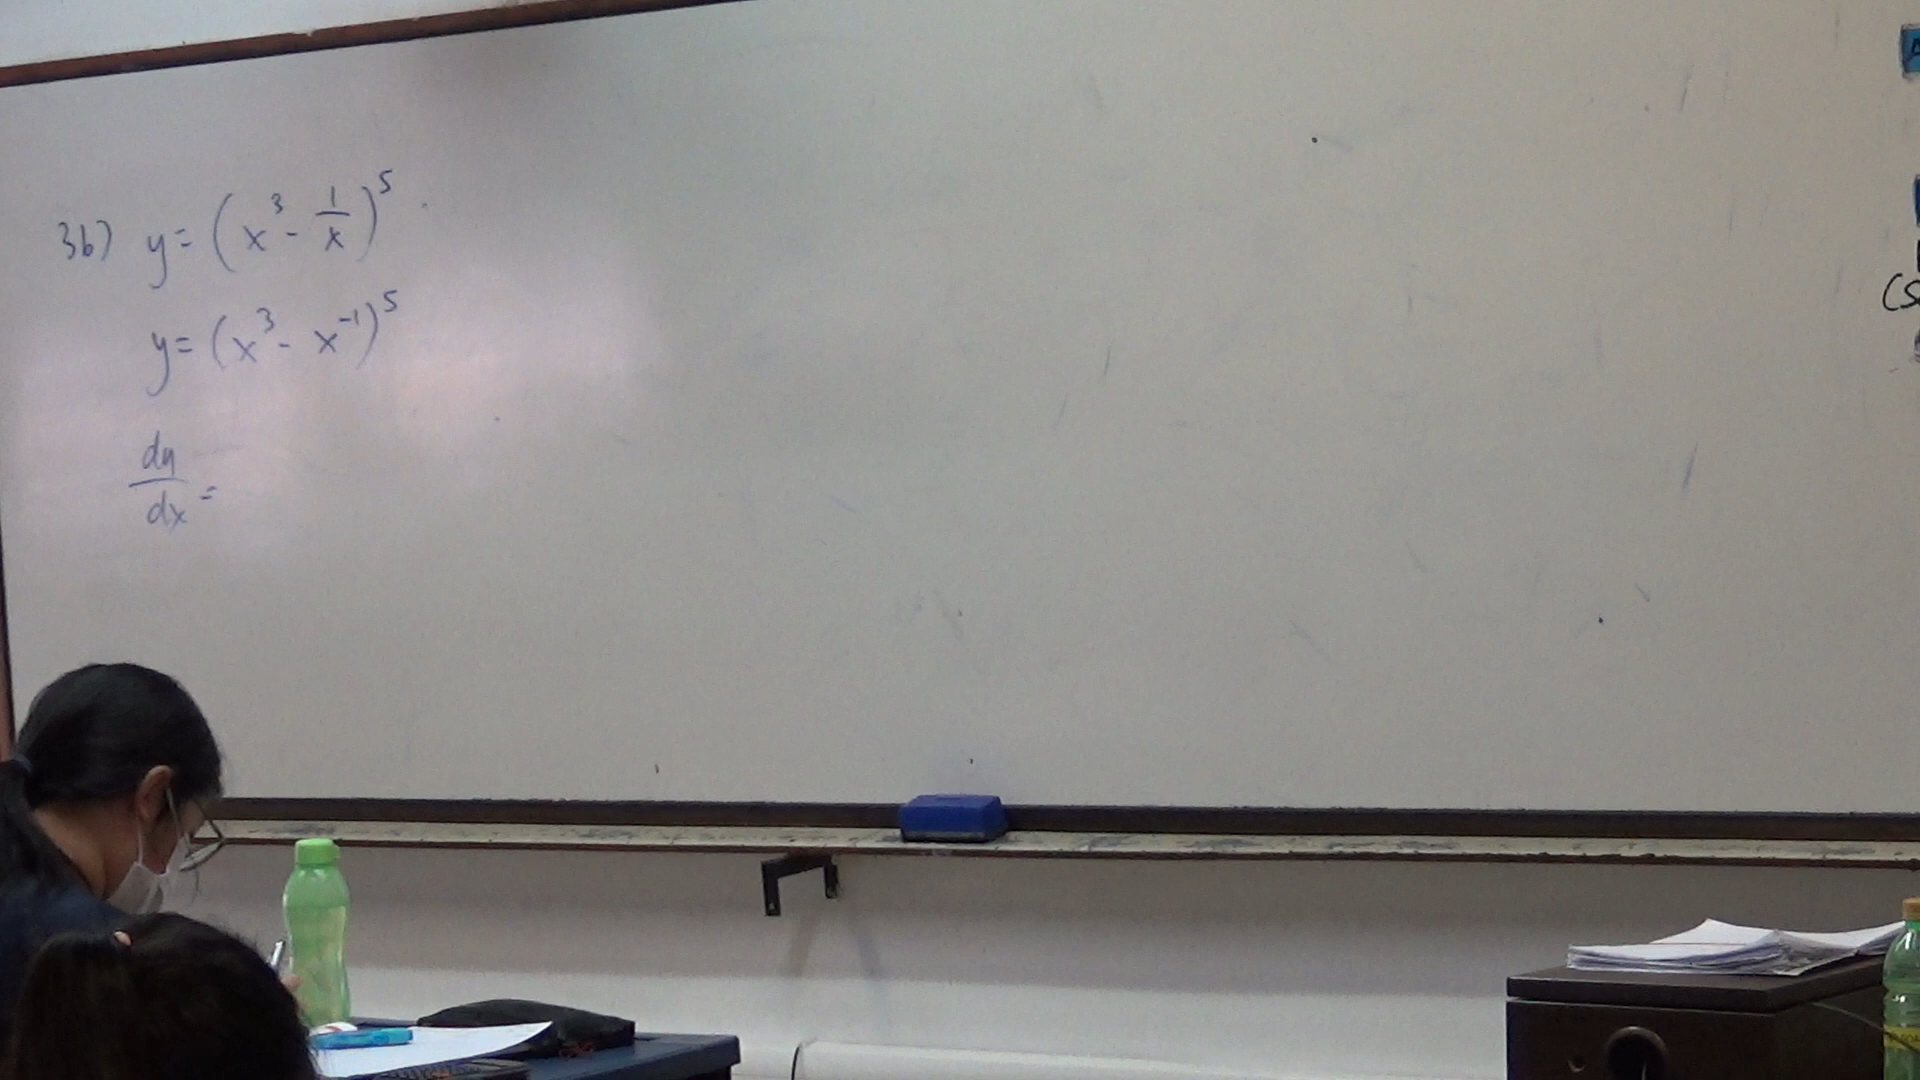 3b) y = (x³ - 1/x)⁵
y = (x³ - x⁻¹)⁵
dy/dx =